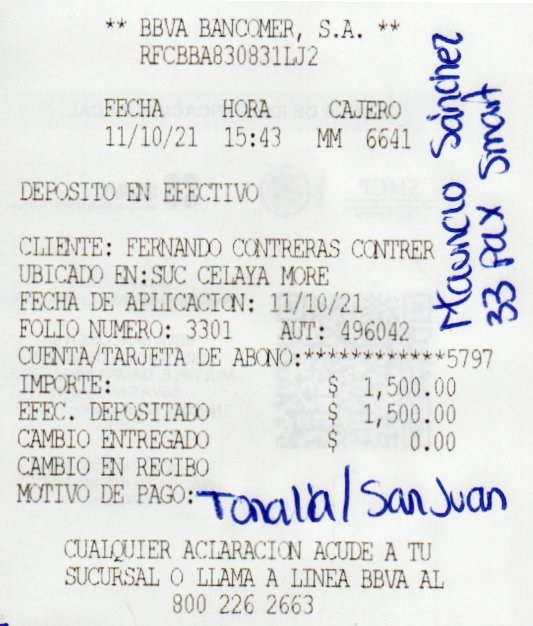 ** BBVA BANCOMER, S.A. **
RFCBBA830831LJ2
FECHA HORA CAJERO
11/10/21 15:43 MM 6641
DEPOSITO EN EFECTIVO
CLIENTE: FERNANDO CONTRERAS CONTRER
UBICADO EN:SUC CELAYA MORE
FECHA DE APLICACION: 11/10/21
FOLIO NUMERO: 3301 AUT: 496042
CUENTA/TARJETA DE ABONO:************5797
IMPORTE: $ 1,500.00
EFEC. DEPOSITADO $ 1,500.00
CAMBIO ENTREGADO $ 0.00
CAMBIO EN RECIBO
MOTIVO DE PAGO: Tonalía/San Juan
CUALQUIER ACLARACION ACUDE A TU
SUCURSAL O LLAMA A LINEA BBVA AL
800 226 2663
Mauricio Sánchez
33 pax Smart